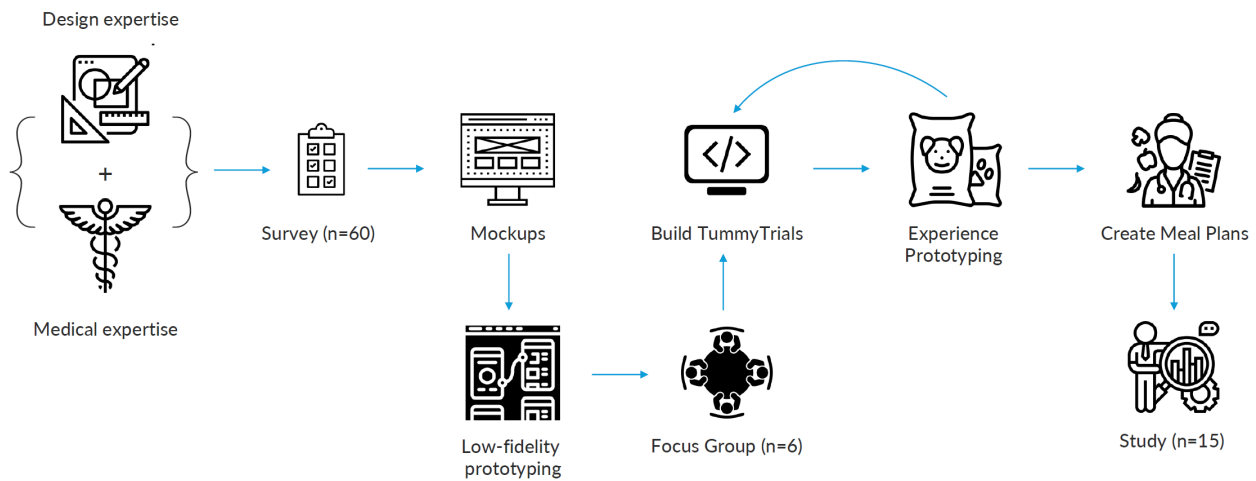 Design expertise
+
Medical expertise
Survey (n=60)
Mockups
Low-fidelity
prototyping
Focus Group (n=6)
Build TummyTrials
</>
Experience
Prototyping
Create Meal Plans
Study (n=15)